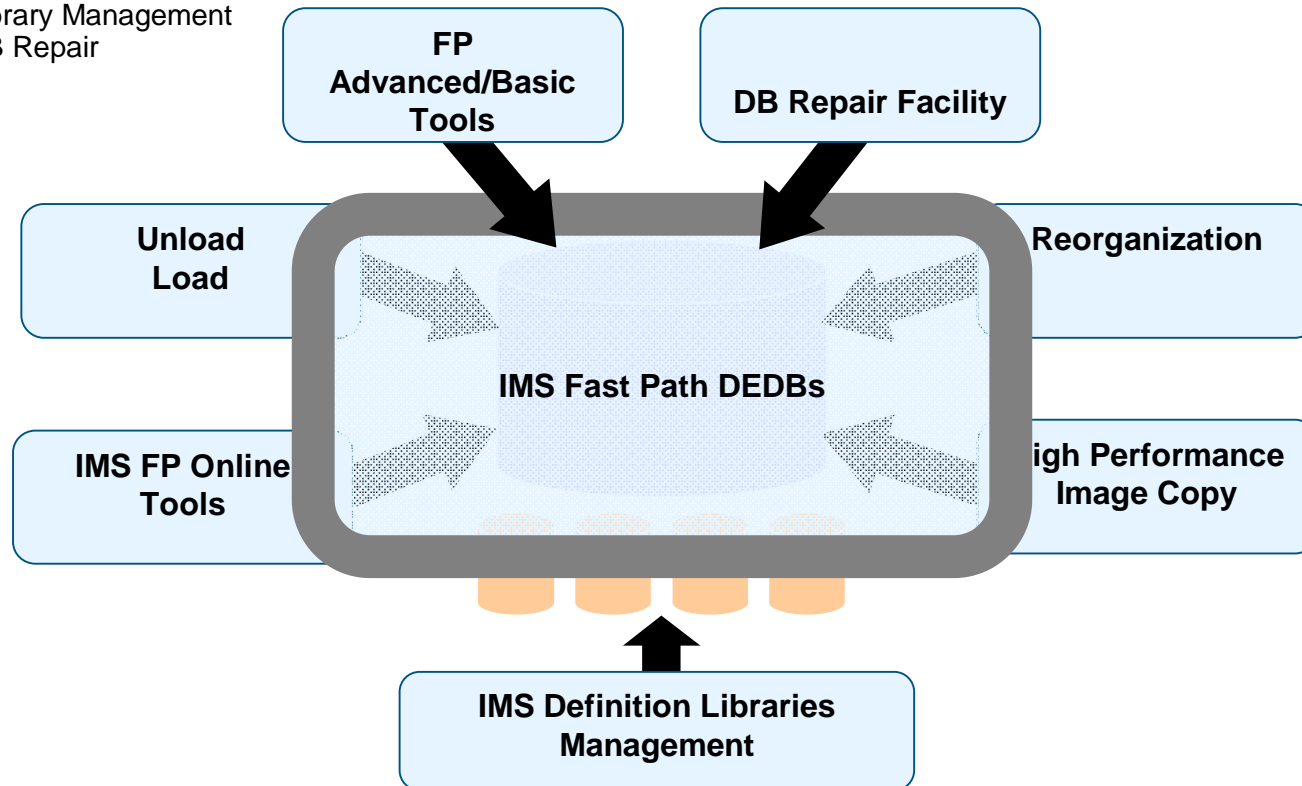 rary Management
Repair
FP
Advanced/Basic
Tools
DB Repair Facility
Unload
Load
Reorganization
IMS Fast Path DEDBs
IMS FP Online
Tools
igh Performance
Image Copy
IMS Definition Libraries
Management